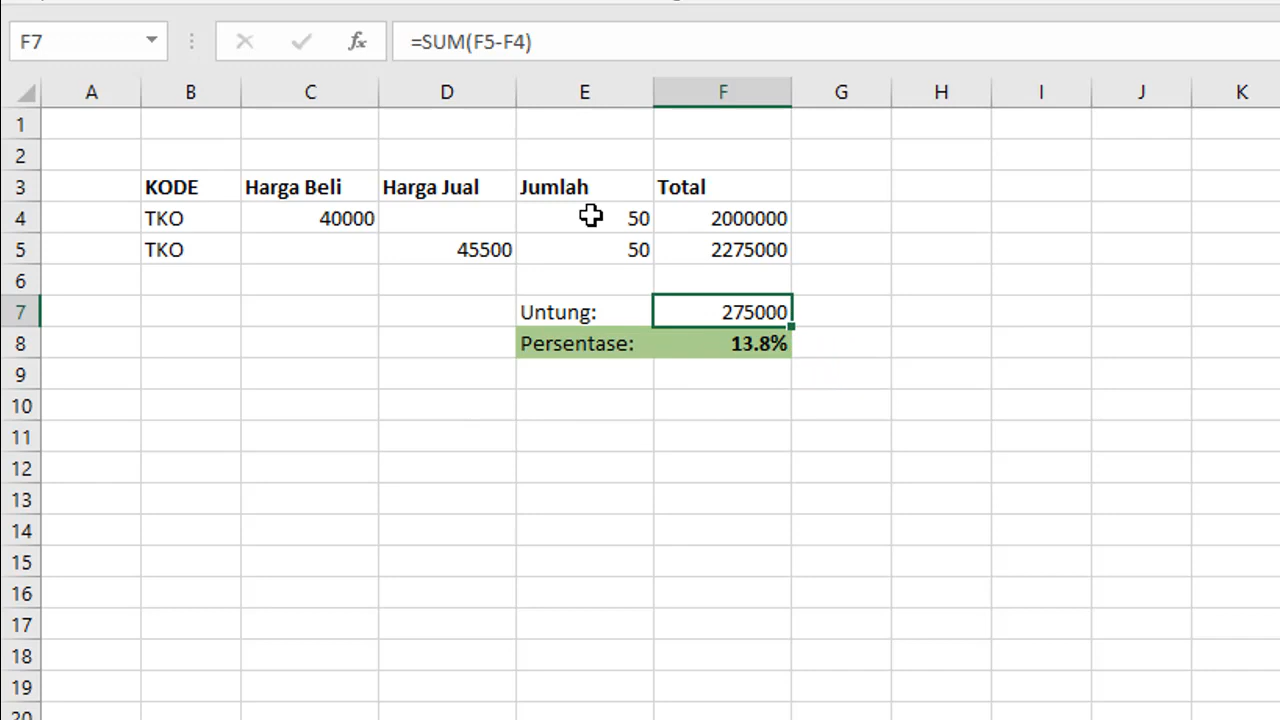 F7 fx =SUM(F5-F4)
A B C D E F G H I J K
1
2
3 KODE Harga Beli Harga Jual Jumlah Total
4 TKO 40000 50 2000000
5 TKO 45500 50 2275000
6
7 Untung: 275000
8 Persentase: 13.8%
9
10
11
12
13
14
15
16
17
18
19
20